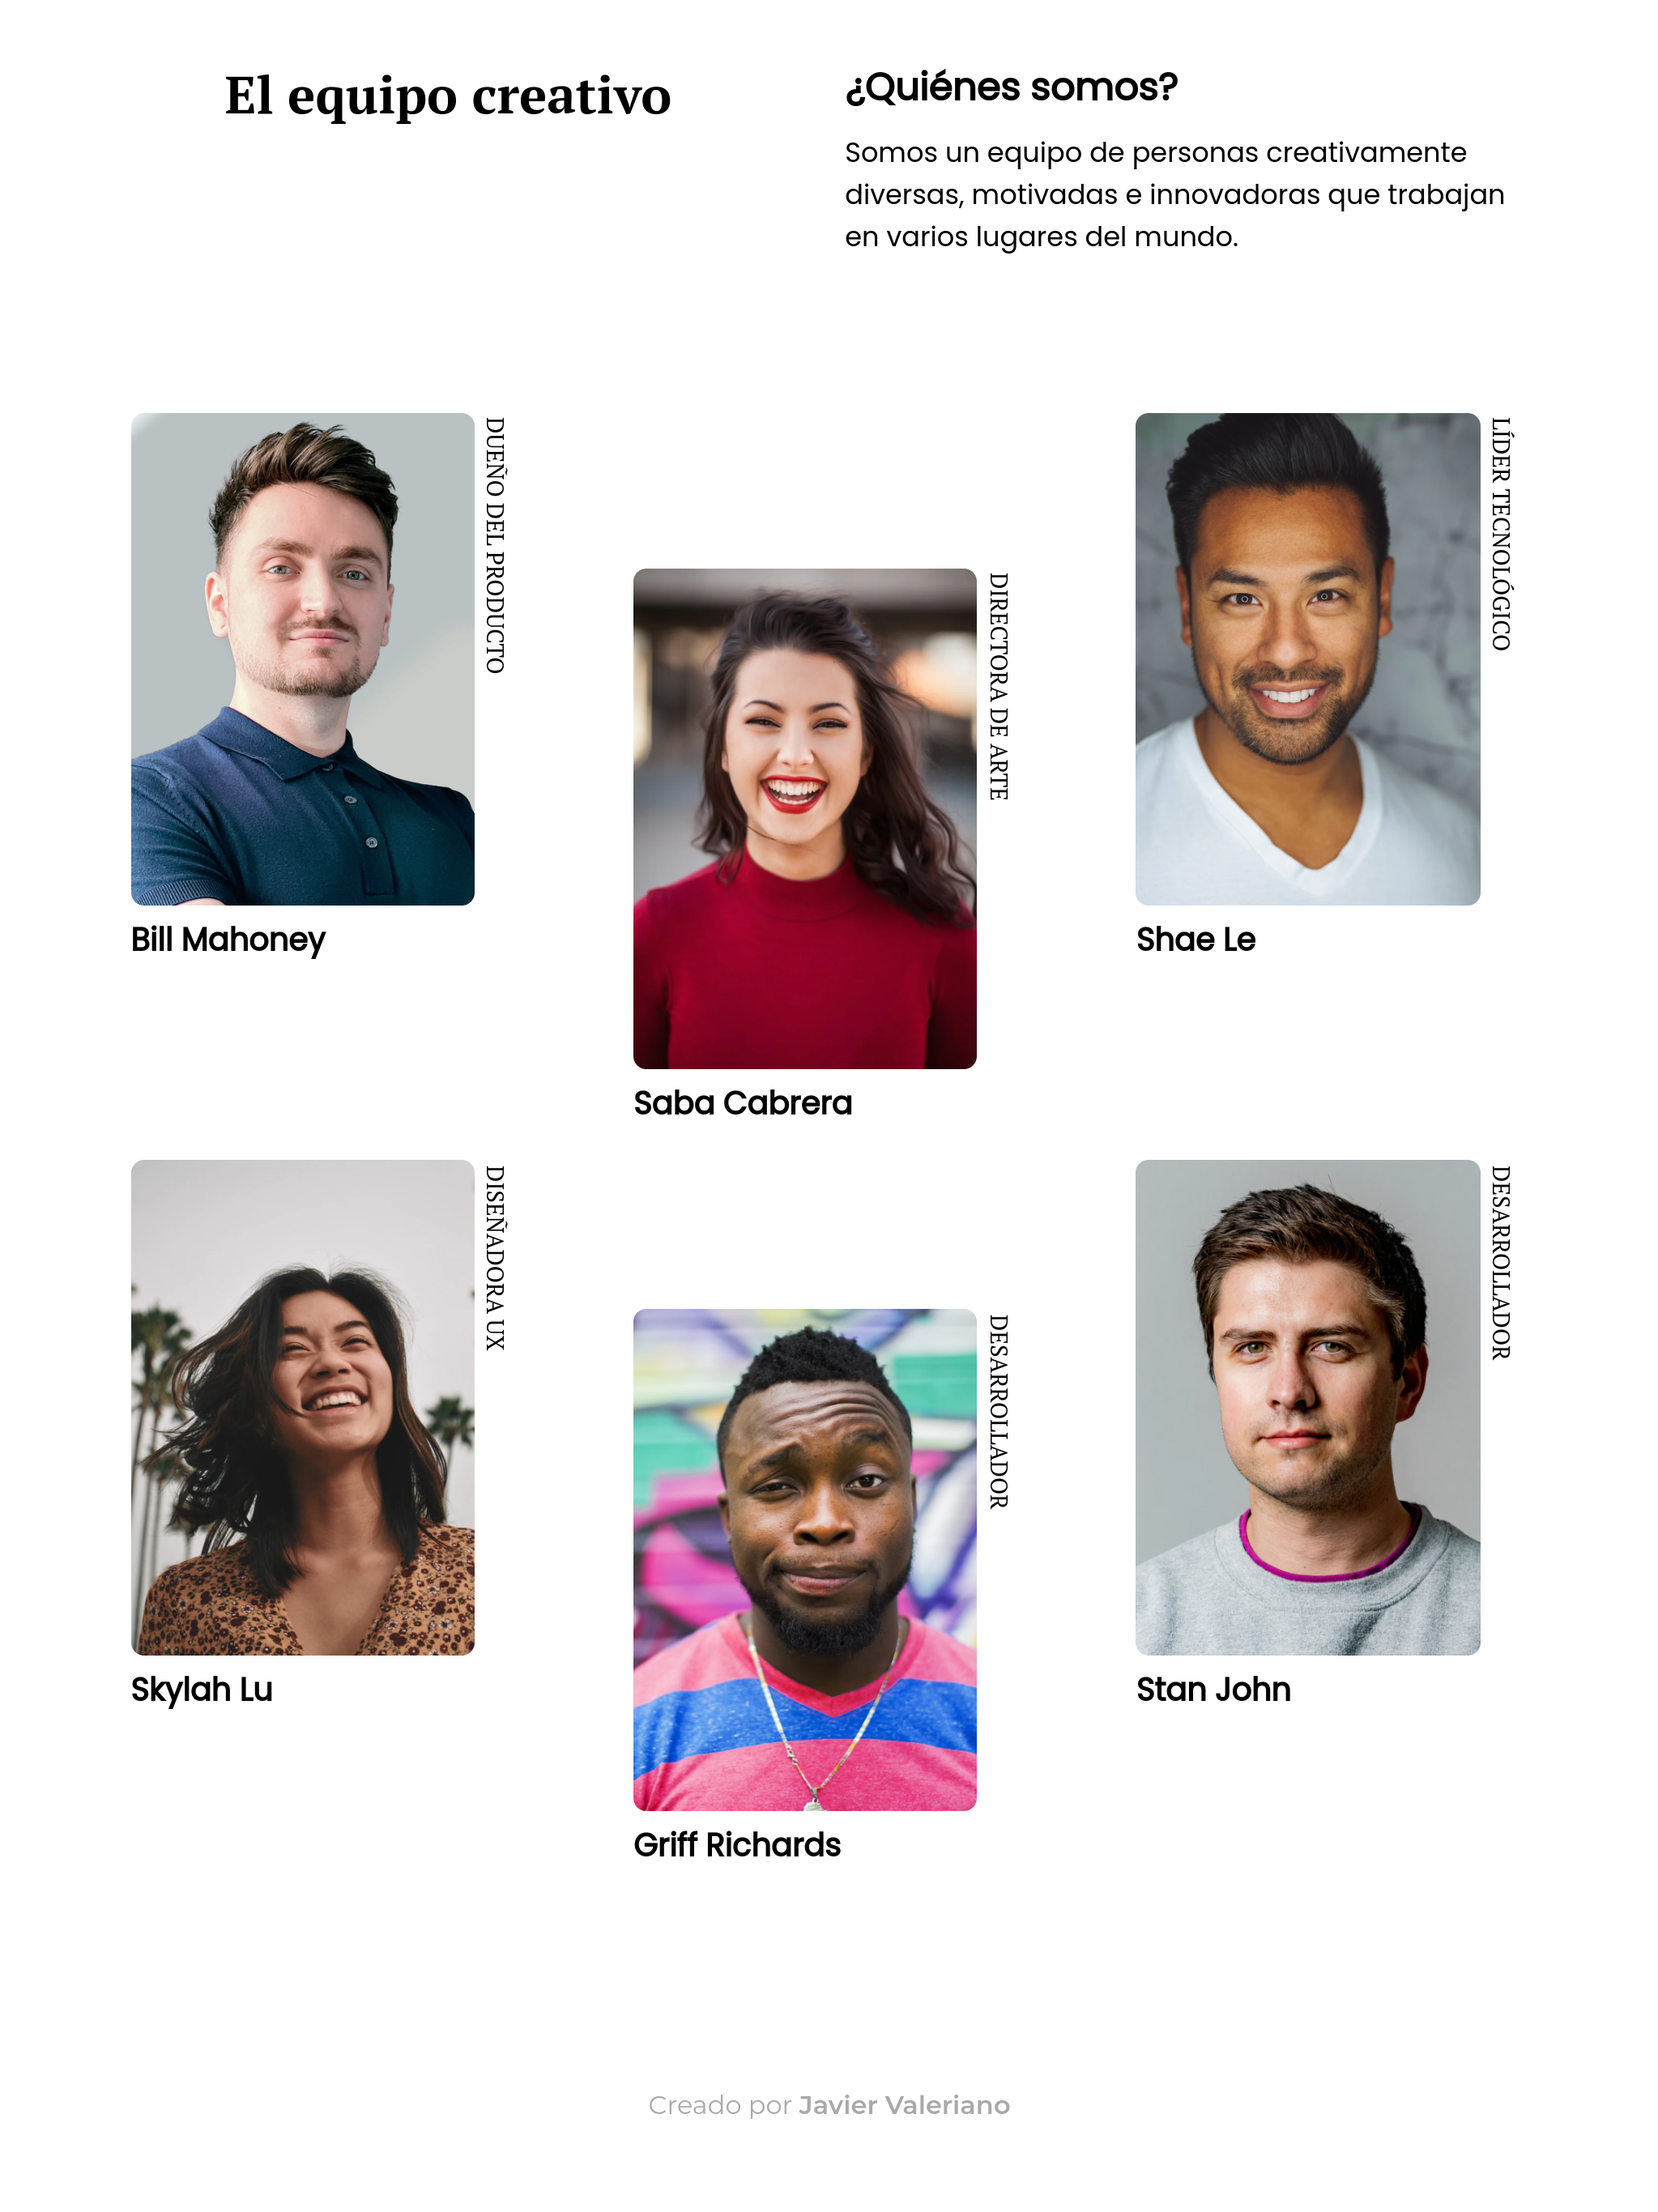 El equipo creativo
¿Quiénes somos?
Somos un equipo de personas creativamente
diversas, motivadas e innovadoras que trabajan
en varios lugares del mundo.
DUEÑO DEL PRODUCTO
Bill Mahoney
DIRECTORA DE ARTE
Saba Cabrera
LÍDER TECNOLÓGICO
Shae Le
DISEÑADORA UX
Skylah Lu
DESARROLLADOR
Griff Richards
DESARROLLADOR
Stan John
Creado por Javier Valeriano